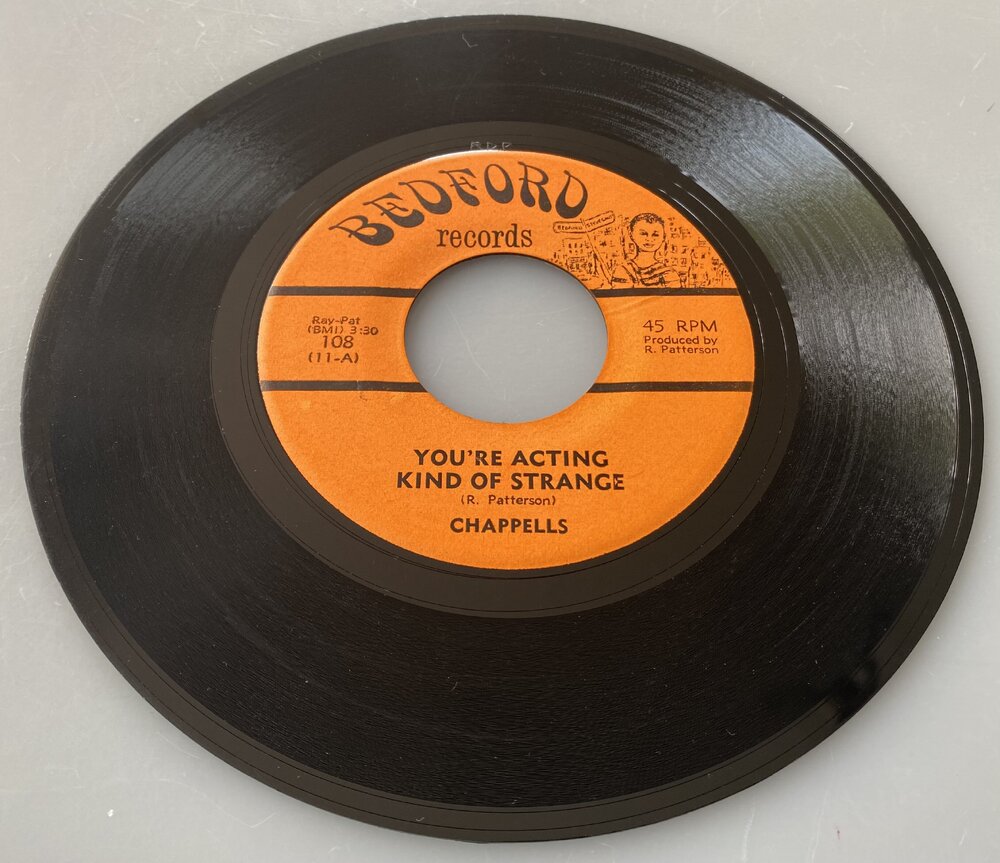 BEDFORD
records
Ray-Pat
(BMI) 3:30
108
(11-A)
45 RPM
Produced by
R. Patterson
YOU'RE ACTING
KIND OF STRANGE
(R. Patterson)
CHAPPELLS